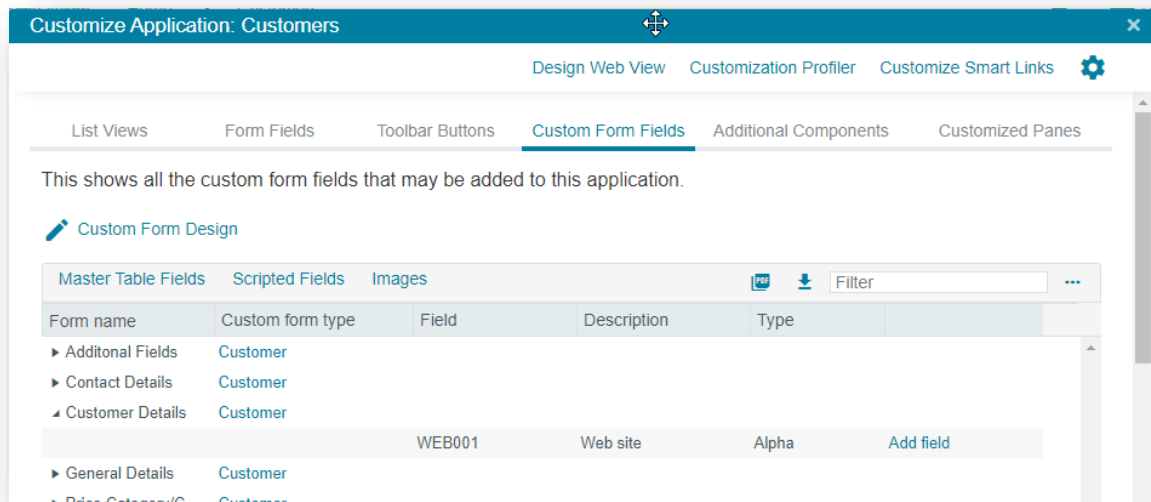 Customize Application: Customers
Design Web View Customization Profiler Customize Smart Links
List Views Form Fields Toolbar Buttons Custom Form Fields Additional Components Customized Panes
This shows all the custom form fields that may be added to this application.
Custom Form Design
Master Table Fields Scripted Fields Images PDF Filter
Form name Custom form type Field Description Type
Additonal Fields Customer
Contact Details Customer
Customer Details Customer
WEB001 Web site Alpha Add field
General Details Customer